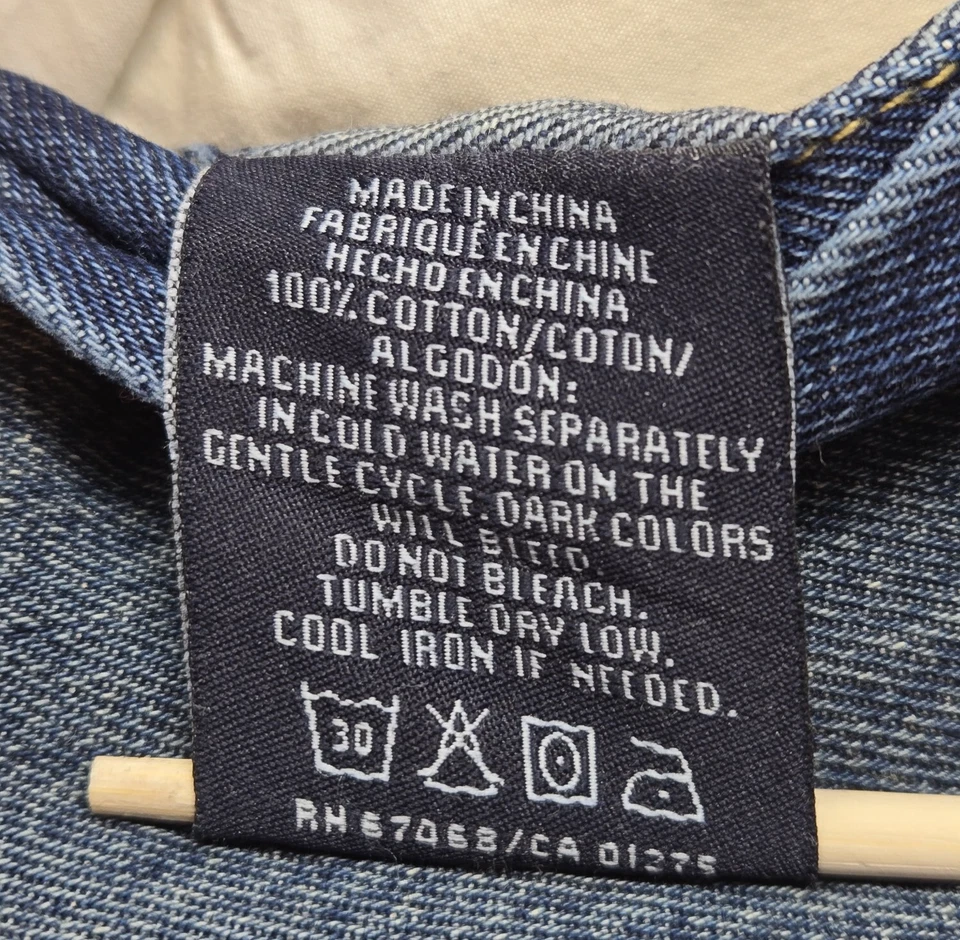 MADE IN CHINA
FABRIQUÉ EN CHINE
HECHO EN CHINA
100% COTTON/COTON/
ALGODÓN:
MACHINE WASH SEPARATELY
IN COLD WATER ON THE
GENTLE CYCLE. DARK COLORS
WILL BLEED.
DO NOT BLEACH.
TUMBLE DRY LOW.
COOL IRON IF NEEDED.
30
RN 67068/CA 01275